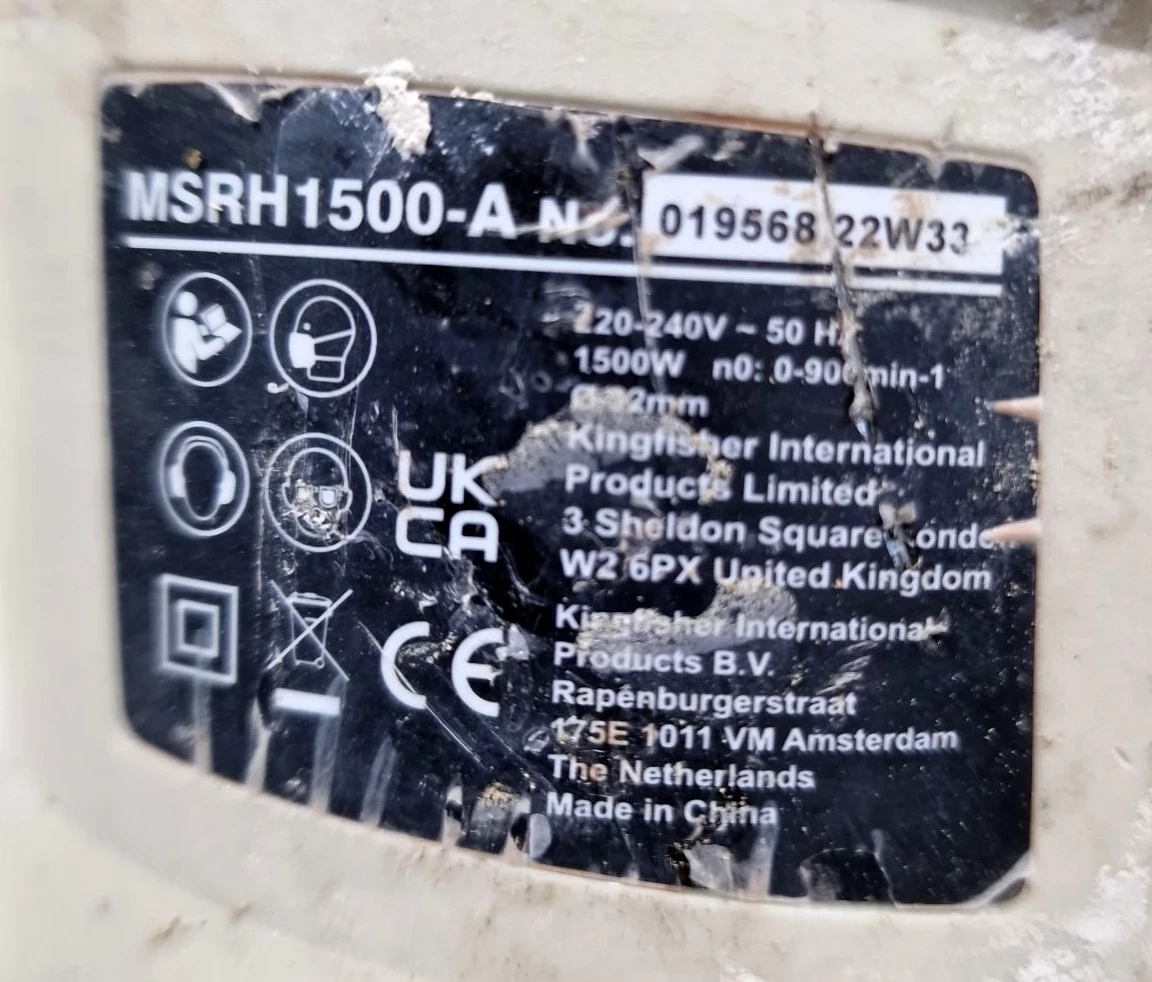 MSRH1500-A No. 019568 22W33
220-240V ~ 50 Hz
1500W n0: 0-900 min-1
Kingfisher International
Products Limited
3 Sheldon Square
W2 6PX United Kingdom
UK
CA
CE
Kingfisher International
Products B.V.
Rapenburgerstraat
175E 1011 VM Amsterdam
The Netherlands
Made in China